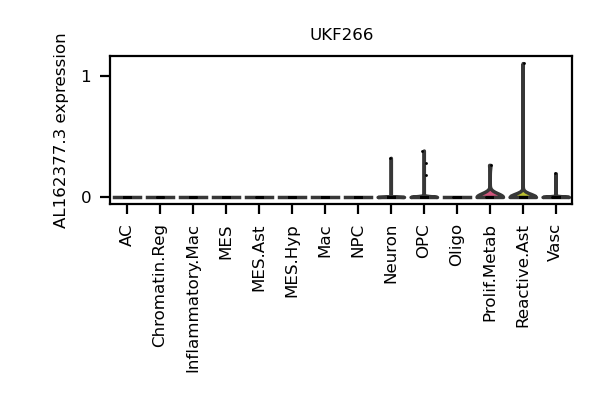 UKF266
AL162377.3 expression
1
0
AC
Chromatin.Reg
Inflammatory.Mac
MES
MES.Ast
MES.Hyp
Mac
NPC
Neuron
OPC
Oligo
Prolif.Metab
Reactive.Ast
Vasc